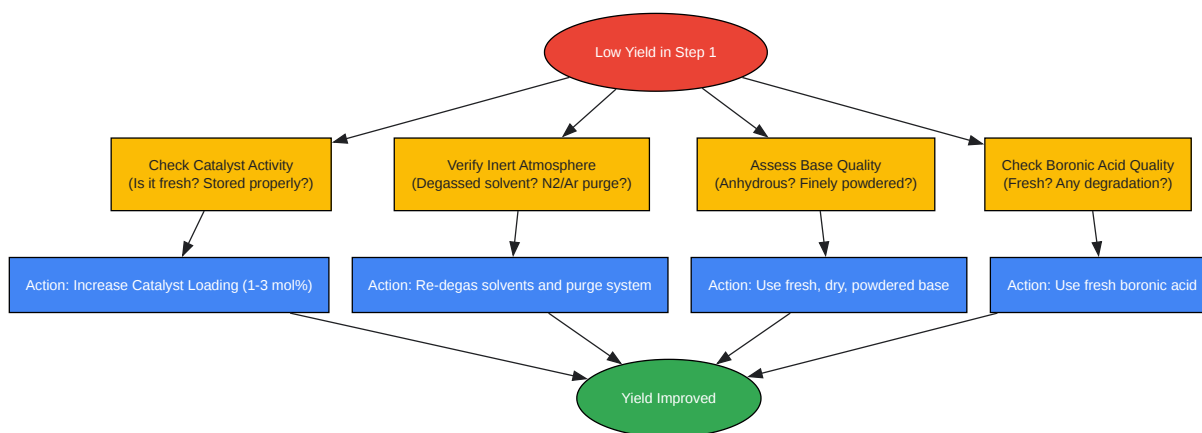 Low Yield in Step 1
Check Catalyst Activity
(Is it fresh? Stored properly?)
Verify Inert Atmosphere
(Degassed solvent? N2/Ar purge?)
Assess Base Quality
(Anhydrous? Finely powdered?)
Check Boronic Acid Quality
(Fresh? Any degradation?)
Action: Increase Catalyst Loading (1-3 mol%)
Action: Re-degas solvents and purge system
Action: Use fresh, dry, powdered base
Action: Use fresh boronic acid
Yield Improved